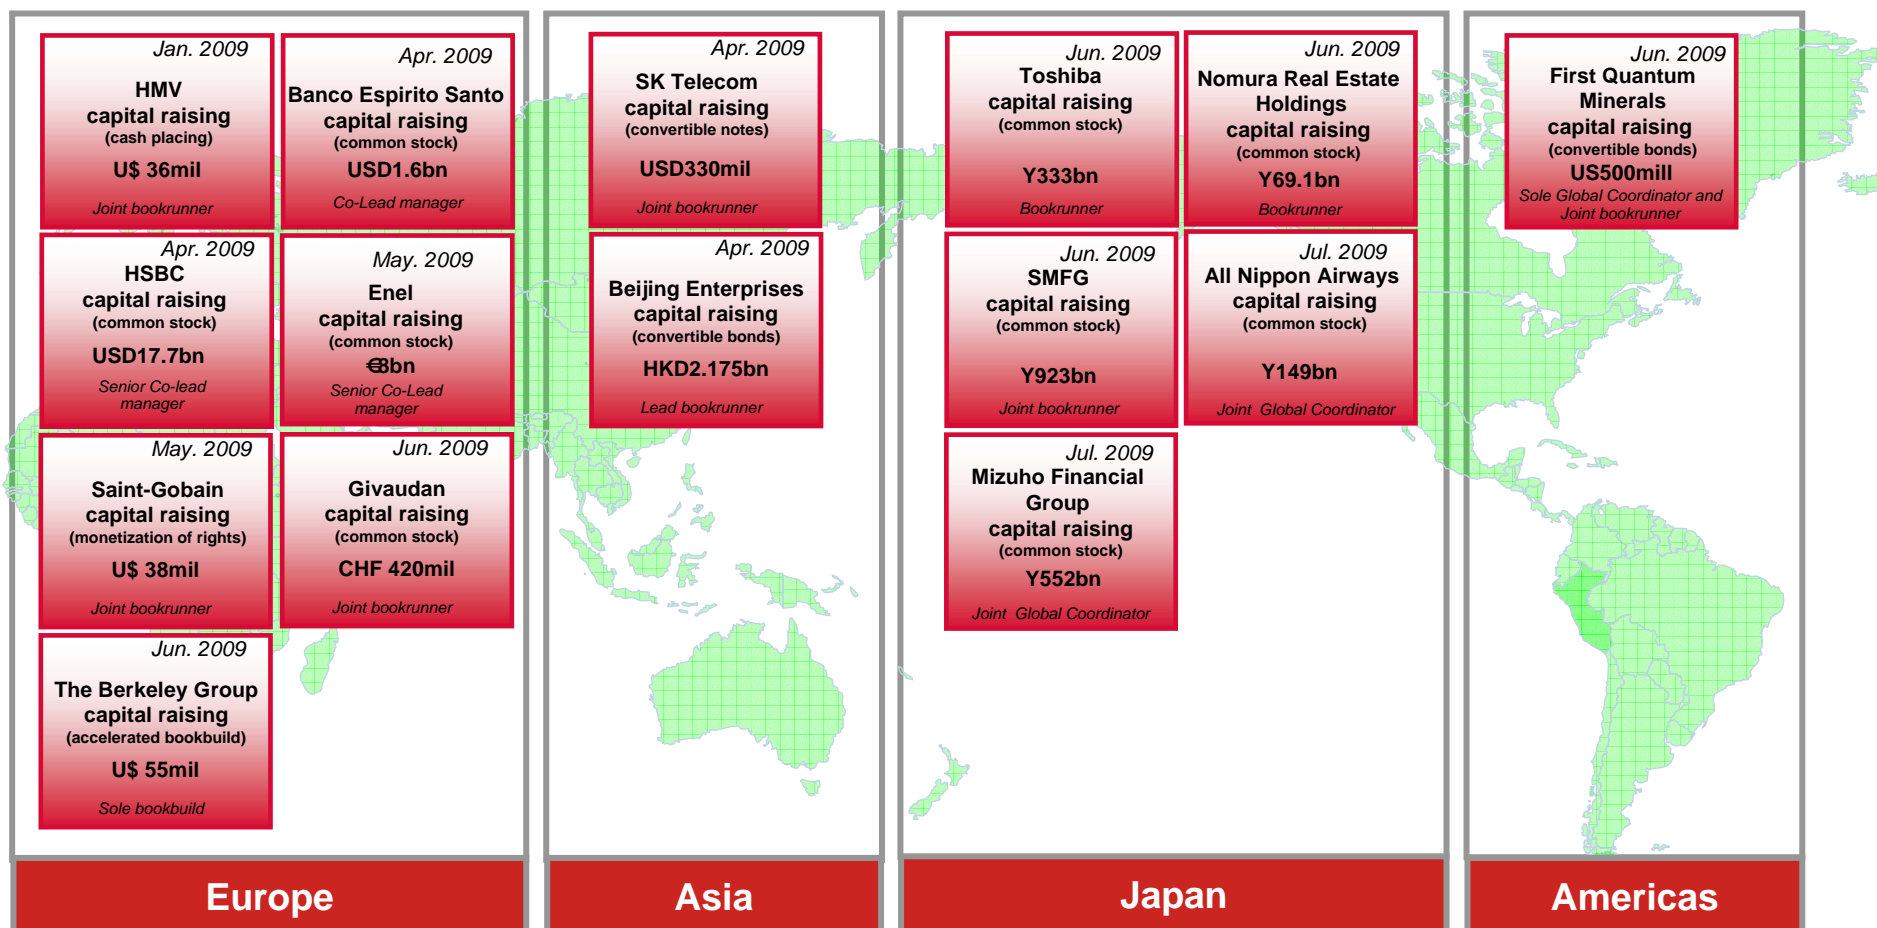 Jan. 2009
HMV
capital raising
(cash placing)
U$ 36mil
Joint bookrunner
Apr. 2009
Banco Espirito Santo
capital raising
(common stock)
USD1.6bn
Co-Lead manager
Apr. 2009
HSBC
capital raising
(common stock)
USD17.7bn
Senior Co-lead
manager
May. 2009
Enel
capital raising
(common stock)
€8bn
Senior Co-Lead
manager
May. 2009
Saint-Gobain
capital raising
(monetization of rights)
U$ 38mil
Joint bookrunner
Jun. 2009
Givaudan
capital raising
(common stock)
CHF 420mil
Joint bookrunner
Jun. 2009
The Berkeley Group
capital raising
(accelerated bookbuild)
U$ 55mil
Sole bookbuild
Europe
Apr. 2009
SK Telecom
capital raising
(convertible notes)
USD330mil
Joint bookrunner
Apr. 2009
Beijing Enterprises
capital raising
(convertible bonds)
HKD2.175bn
Lead bookrunner
Asia
Jun. 2009
Toshiba
capital raising
(common stock)
Y333bn
Bookrunner
Jun. 2009
Nomura Real Estate
Holdings
capital raising
(common stock)
Y69.1bn
Bookrunner
Jun. 2009
SMFG
capital raising
(common stock)
Y923bn
Joint bookrunner
Jul. 2009
All Nippon Airways
capital raising
(common stock)
Y149bn
Joint  Global Coordinator
Jul. 2009
Mizuho Financial
Group
capital raising
(common stock)
Y552bn
Joint  Global Coordinator
Japan
Jun. 2009
First Quantum
Minerals
capital raising
(convertible bonds)
US500mill
Sole Global Coordinator and
Joint bookrunner
Americas